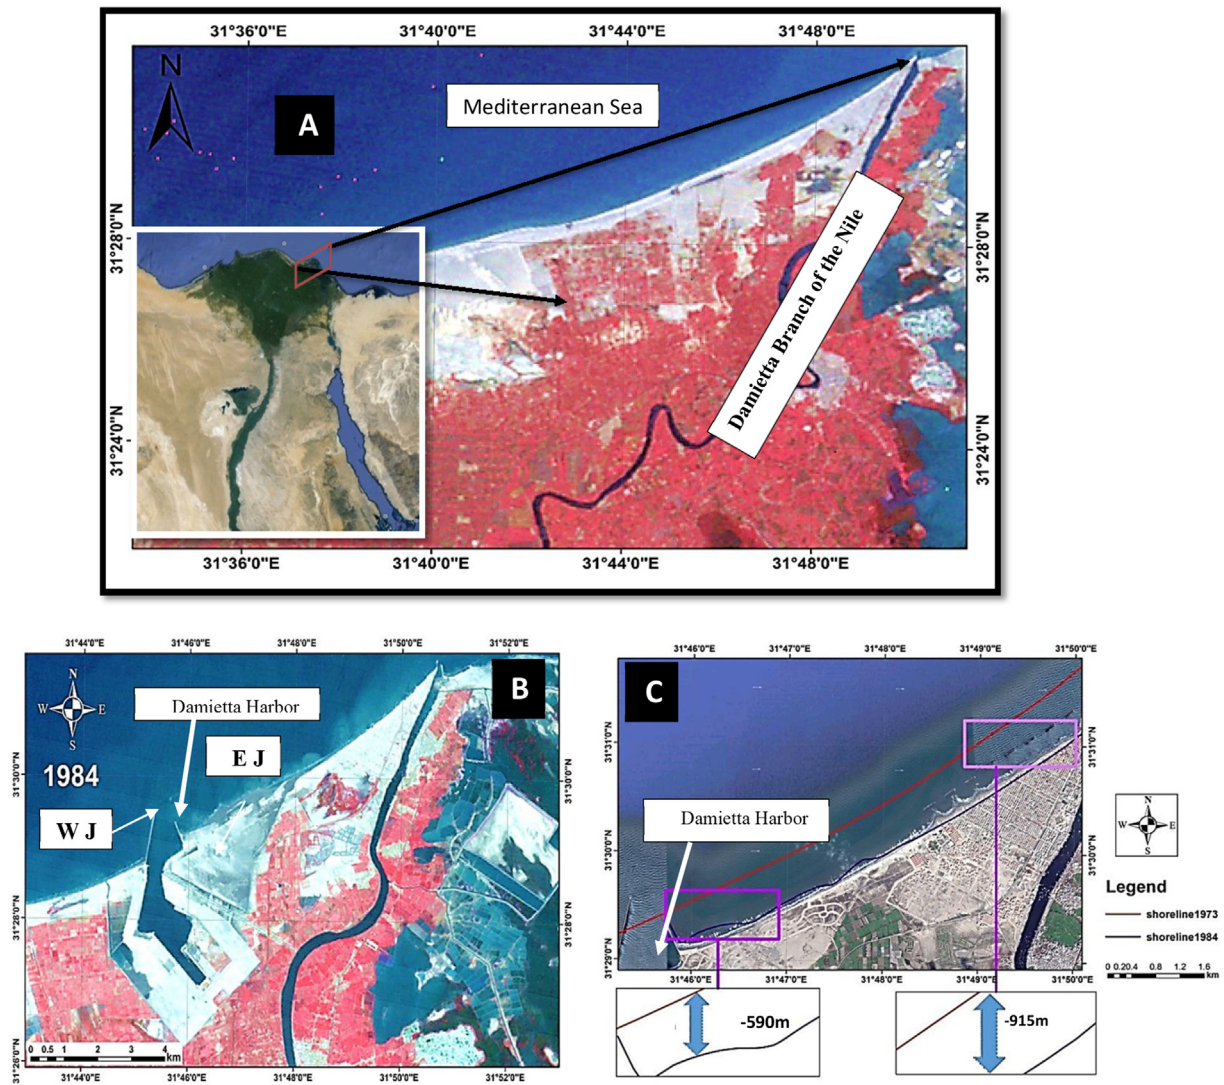 31°36'0"E 31°40'0"E 31°44'0"E 31°48'0"E
N
A
Mediterranean Sea
31°28'0"N
31°28'0"N
Damietta Branch of the Nile
31°24'0"N
31°24'0"N
31°36'0"E 31°40'0"E 31°44'0"E 31°48'0"E
31°44'0"E 31°46'0"E 31°48'0"E 31°50'0"E 31°52'0"E
N
W E
S
Damietta Harbor
B
E J
1984
W J
31°30'0"N
31°30'0"N
31°28'0"N
31°28'0"N
31°26'0"N
0 0.5 1 2 3 4
km
31°44'0"E 31°46'0"E 31°48'0"E 31°50'0"E 31°52'0"E
31°46'0"E 31°47'0"E 31°48'0"E 31°49'0"E 31°50'0"E
C
31°31'0"N
31°31'0"N
Damietta Harbor
31°30'0"N
31°30'0"N
31°29'0"N
31°46'0"E 31°47'0"E 31°48'0"E 31°49'0"E 31°50'0"E
N
W E
S
Legend
shoreline1973
shoreline1984
0 0.20.4 0.8 1.2 1.6
km
-590m
-915m